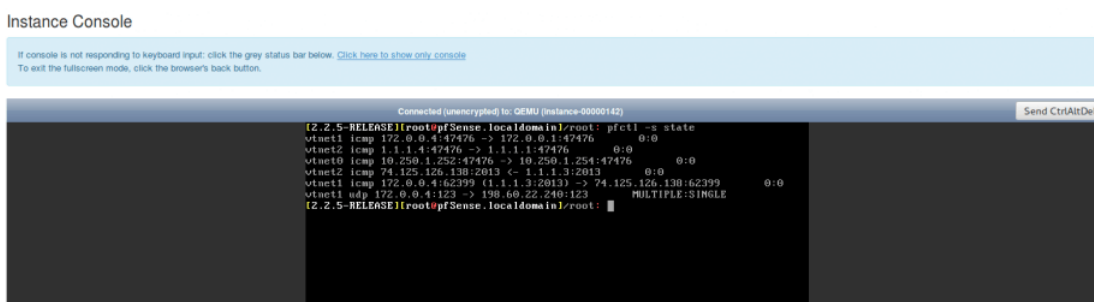 Instance Console
If console is not responding to keyboard input: click the grey status bar below. Click here to show only console
To exit the fullscreen mode, click the browser's back button.
Connected (unencrypted) to: QEMU (instance-00000142)
Send CtrlAltDel
[2.2.5-RELEASE][root@pfSense.localdomain]/root: pfctl -s state
vtnet1 icmp 172.0.0.4:47476 -> 172.0.0.1:47476 0:0
vtnet2 icmp 1.1.1.4:47476 -> 1.1.1.1:47476 0:0
vtnet0 icmp 10.250.1.252:47476 -> 10.250.1.254:47476 0:0
vtnet2 icmp 74.125.126.138:2013 <- 1.1.1.3:2013 0:0
vtnet1 icmp 172.0.0.4:62399 (1.1.1.3:2013) -> 74.125.126.138:62399 0:0
vtnet1 udp 172.0.0.4:123 -> 198.60.22.240:123 MULTIPLE:SINGLE
[2.2.5-RELEASE][root@pfSense.localdomain]/root: